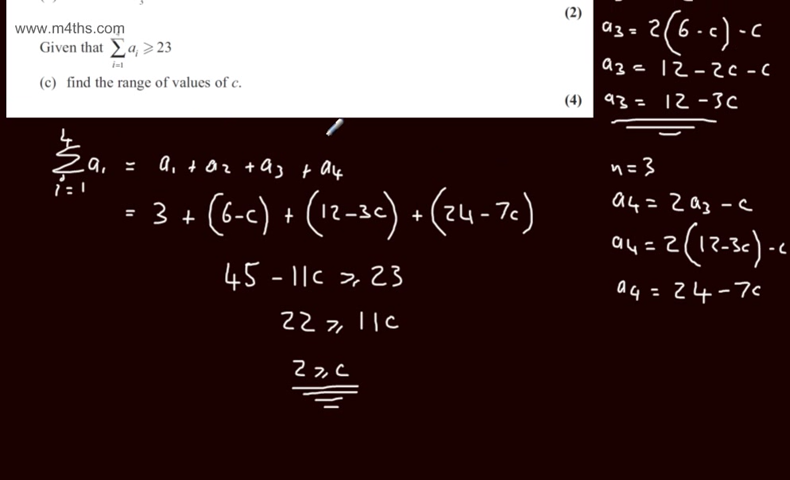 www.m4ths.com
(2)
Given that ∑ aᵢ ⩾ 23
i=1
(c) find the range of values of c.
(4)
4
∑ aᵢ = a₁ + a₂ + a₃ + a₄
i=1
= 3 + (6-c) + (12-3c) + (24-7c)
45 - 11c ⩾ 23
22 ⩾ 11c
2 ⩾ c
a₃ = 2(6-c) - c
a₃ = 12 - 2c - c
a₃ = 12 - 3c
n=3
a₄ = 2a₃ - c
a₄ = 2(12-3c) - c
a₄ = 24 - 7c